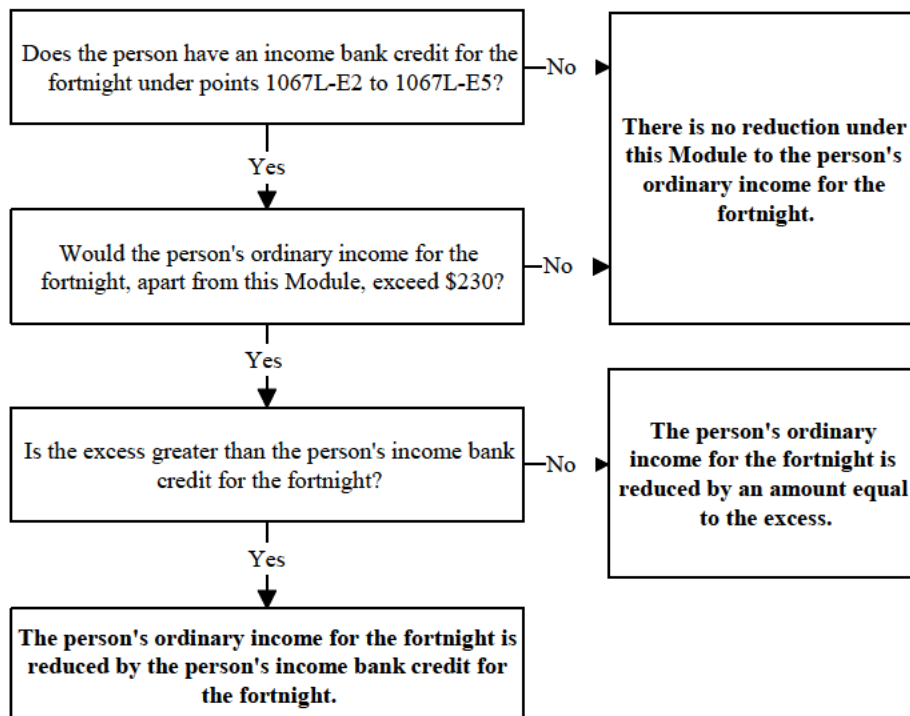 Does the person have an income bank credit for the
fortnight under points 1067L-E2 to 1067L-E5?
No
There is no reduction under
this Module to the person's
ordinary income for the
fortnight.
Yes
Would the person's ordinary income for the
fortnight, apart from this Module, exceed $230?
No
Yes
Is the excess greater than the person's income bank
credit for the fortnight?
No
The person's ordinary
income for the fortnight is
reduced by an amount equal
to the excess.
Yes
The person's ordinary income for the fortnight is
reduced by the person's income bank credit for
the fortnight.